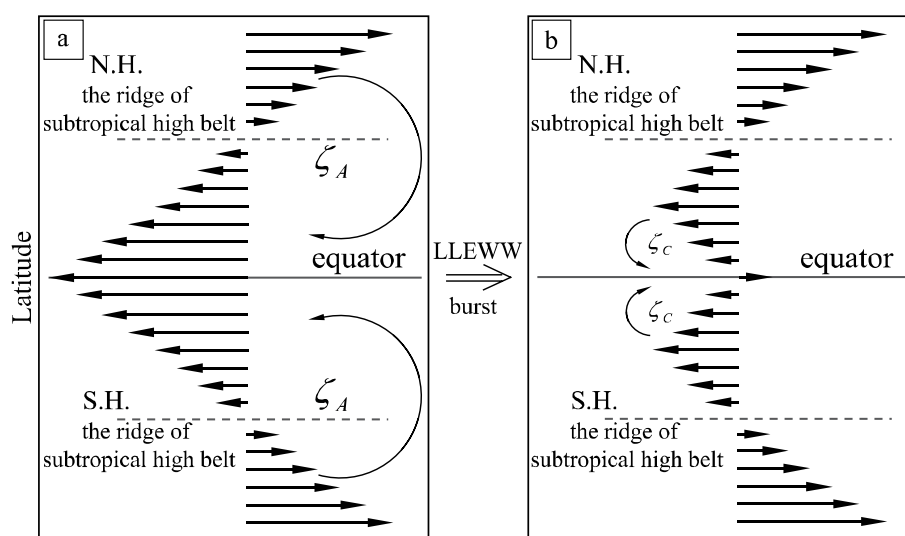 a
N.H.
the ridge of
subtropical high belt
ζA
Latitude
equator
S.H.
ζA
the ridge of
subtropical high belt
LLEWW
burst
b
N.H.
the ridge of
subtropical high belt
ζC
equator
ζC
S.H.
the ridge of
subtropical high belt